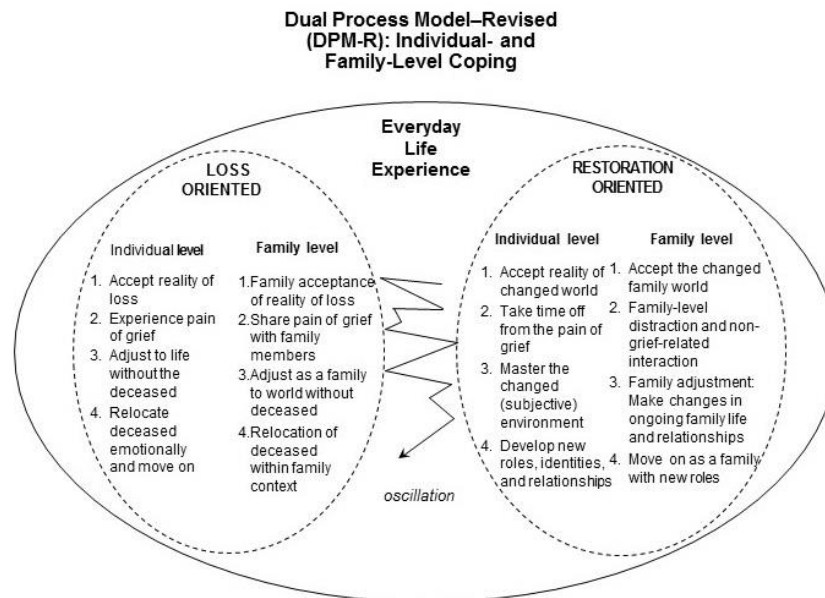 Dual Process Model–Revised
(DPM-R): Individual- and
Family-Level Coping
Everyday
Life
Experience
LOSS
ORIENTED
Individual level
1. Accept reality of
loss
2. Experience pain
of grief
3. Adjust to life
without the
deceased
4. Relocate
deceased
emotionally
and move on
Family level
1.Family acceptance
of reality of loss
2.Share pain of grief
with family
members
3.Adjust as a family
to world without
deceased
4.Relocation of
deceased
within family
context
oscillation
RESTORATION
ORIENTED
Individual level
1. Accept reality of
changed world
2. Take time off
from the pain of
grief
3. Master the
changed
(subjective)
environment
4. Develop new
roles, identities,
and relationships
Family level
1. Accept the changed
family world
2. Family-level
distraction and non-
grief-related
interaction
3. Family adjustment:
Make changes in
ongoing family life
and relationships
4. Move on as a family
with new roles